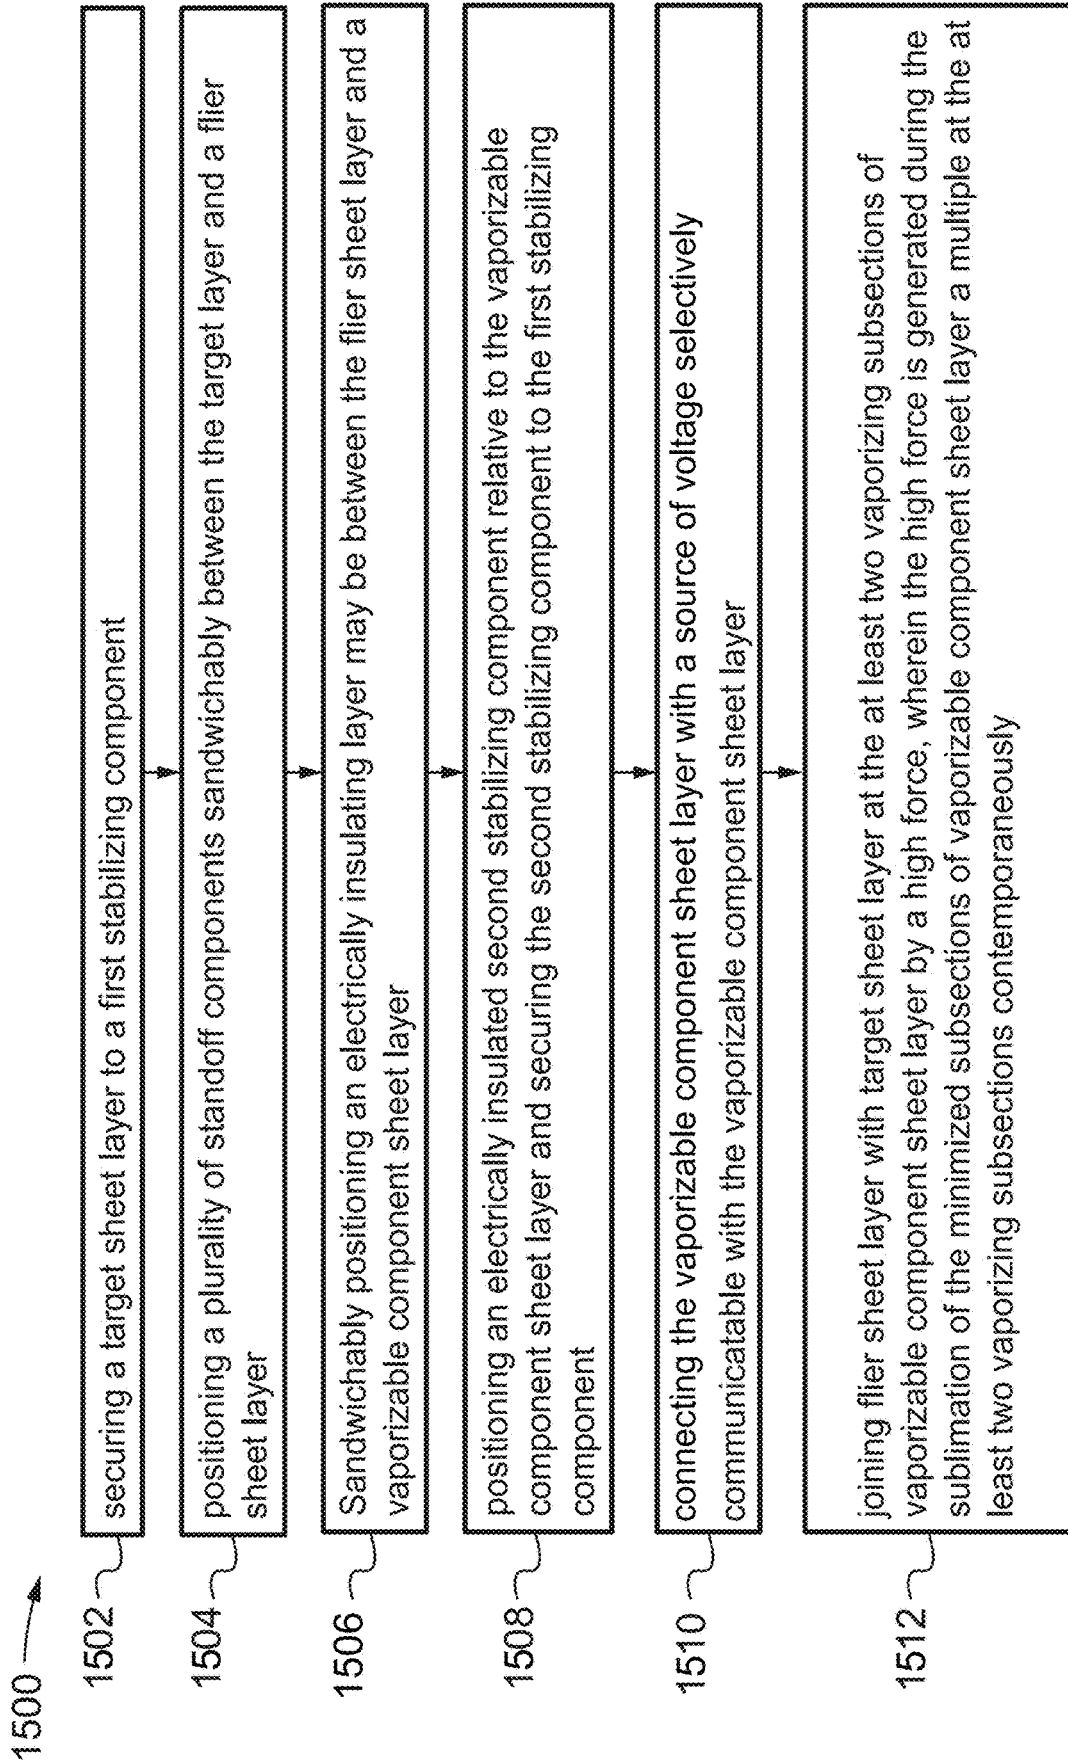 1500
1502
securing a target sheet layer to a first stabilizing component
1504
positioning a plurality of standoff components sandwichably between the target layer and a flier
sheet layer
1506
Sandwichably positioning an electrically insulating layer may be between the flier sheet layer and a
vaporizable component sheet layer
1508
positioning an electrically insulated second stabilizing component relative to the vaporizable
component sheet layer and securing the second stabilizing component to the first stabilizing
component
1510
connecting the vaporizable component sheet layer with a source of voltage selectively
communicatable with the vaporizable component sheet layer
1512
joining flier sheet layer with target sheet layer at the at least two vaporizing subsections of
vaporizable component sheet layer by a high force, wherein the high force is generated during the
sublimation of the minimized subsections of vaporizable component sheet layer a multiple at the at
least two vaporizing subsections contemporaneously